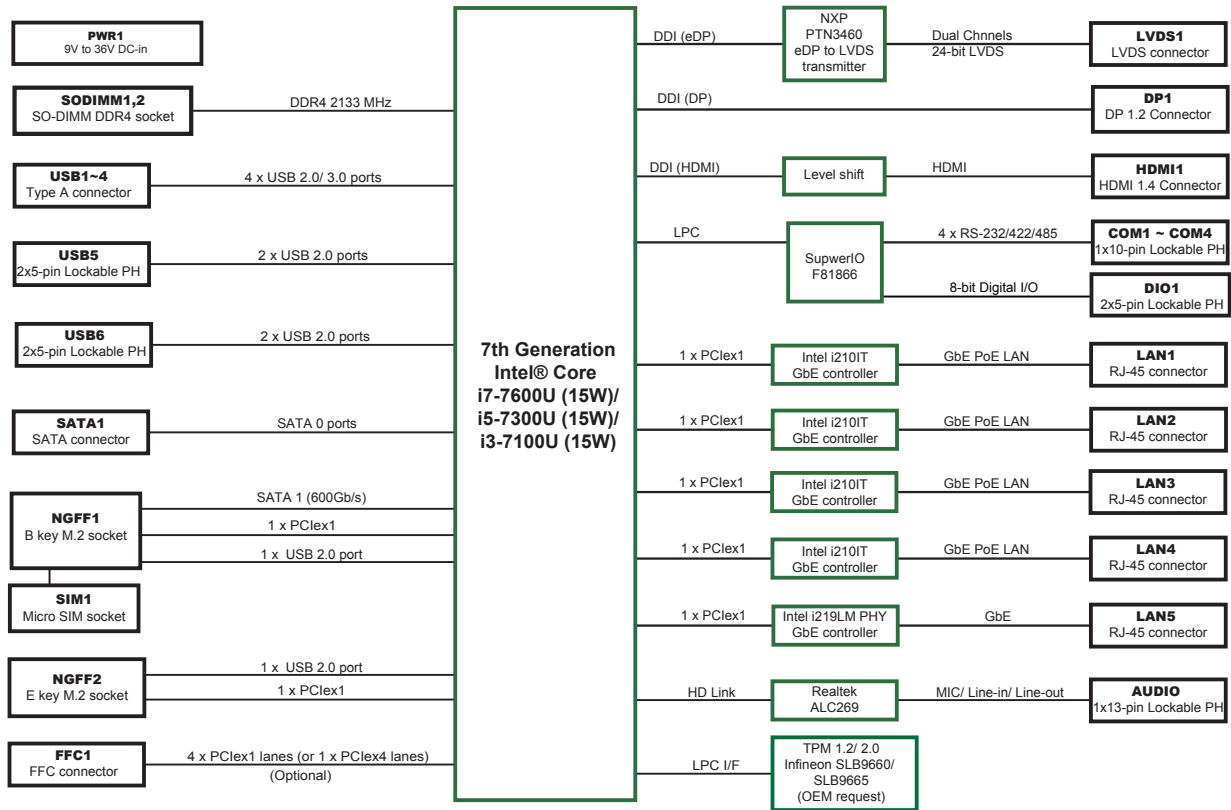 PWR1
9V to 36V DC-in
SODIMM1,2
SO-DIMM DDR4 socket
DDR4 2133 MHz
USB1~4
Type A connector
4 x USB 2.0/ 3.0 ports
USB5
2x5-pin Lockable PH
2 x USB 2.0 ports
USB6
2x5-pin Lockable PH
2 x USB 2.0 ports
SATA1
SATA connector
SATA 0 ports
NGFF1
B key M.2 socket
SATA 1 (600Gb/s)
1 x PCIex1
1 x  USB 2.0 port
SIM1
Micro SIM socket
NGFF2
E key M.2 socket
1 x  USB 2.0 port
1 x PCIex1
FFC1
FFC connector
4 x PCIex1 lanes (or 1 x PCIex4 lanes)
(Optional)
7th Generation
Intel® Core
i7-7600U (15W)/
i5-7300U (15W)/
i3-7100U (15W)
DDI (eDP)
NXP
PTN3460
eDP to LVDS
transmitter
Dual Chnnels
24-bit LVDS
LVDS1
LVDS connector
DDI (DP)
DP1
DP 1.2 Connector
DDI (HDMI)
Level shift
HDMI
HDMI1
HDMI 1.4 Connector
LPC
SupwerIO
F81866
4 x RS-232/422/485
COM1 ~ COM4
1x10-pin Lockable PH
8-bit Digital I/O
DIO1
2x5-pin Lockable PH
1 x PCIex1
Intel i210IT
GbE controller
GbE PoE LAN
LAN1
RJ-45 connector
1 x PCIex1
Intel i210IT
GbE controller
GbE PoE LAN
LAN2
RJ-45 connector
1 x PCIex1
Intel i210IT
GbE controller
GbE PoE LAN
LAN3
RJ-45 connector
1 x PCIex1
Intel i210IT
GbE controller
GbE PoE LAN
LAN4
RJ-45 connector
1 x PCIex1
Intel i219LM PHY
GbE controller
GbE
LAN5
RJ-45 connector
HD Link
Realtek
ALC269
MIC/ Line-in/ Line-out
AUDIO
1x13-pin Lockable PH
LPC I/F
TPM 1.2/ 2.0
Infineon SLB9660/
SLB9665
(OEM request)